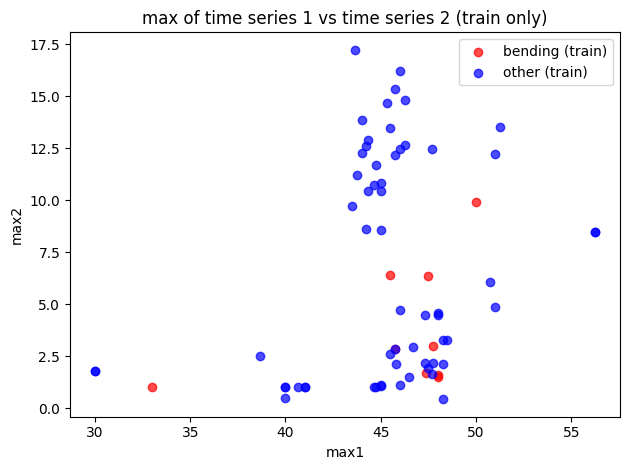 max of time series 1 vs time series 2 (train only)
bending (train)
other (train)
17.5
15.0
12.5
10.0
7.5
5.0
2.5
0.0
max2
30
35
40
45
50
55
max1